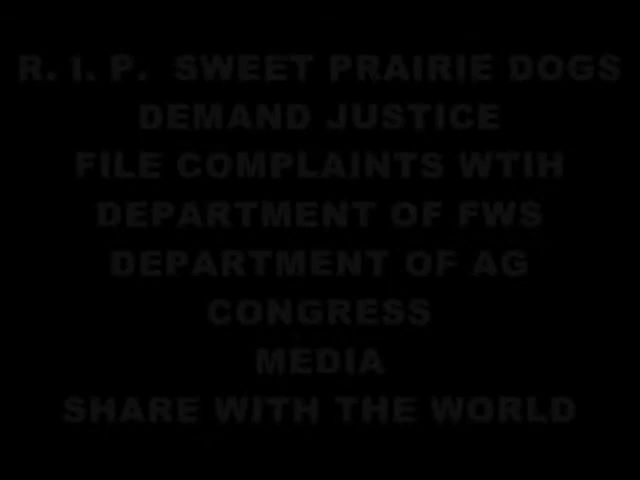 R. I. P. SWEET PRAIRIE DOGS
DEMAND JUSTICE
FILE COMPLAINTS WTIH
DEPARTMENT OF FWS
DEPARTMENT OF AG
CONGRESS
MEDIA
SHARE WITH THE WORLD